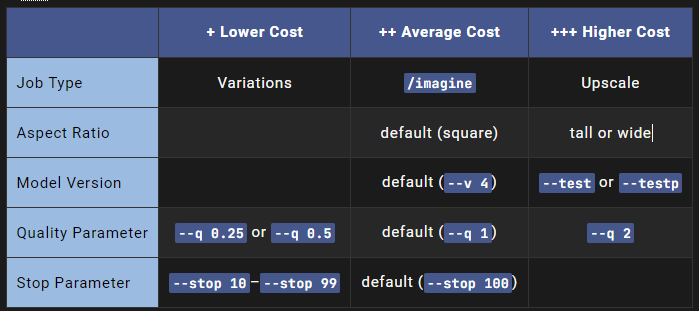 + Lower Cost ++ Average Cost +++ Higher Cost
Job Type Variations /imagine Upscale
Aspect Ratio default (square) tall or wide
Model Version default (--v 4) --test or --testp
Quality Parameter --q 0.25 or --q 0.5 default (--q 1) --q 2
Stop Parameter --stop 10–--stop 99 default (--stop 100)